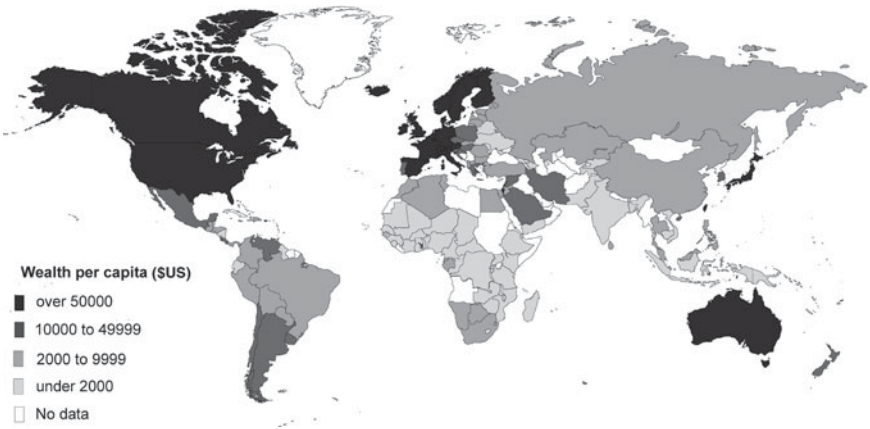 Wealth per capita ($US)
over 50000
10000 to 49999
2000 to 9999
under 2000
No data